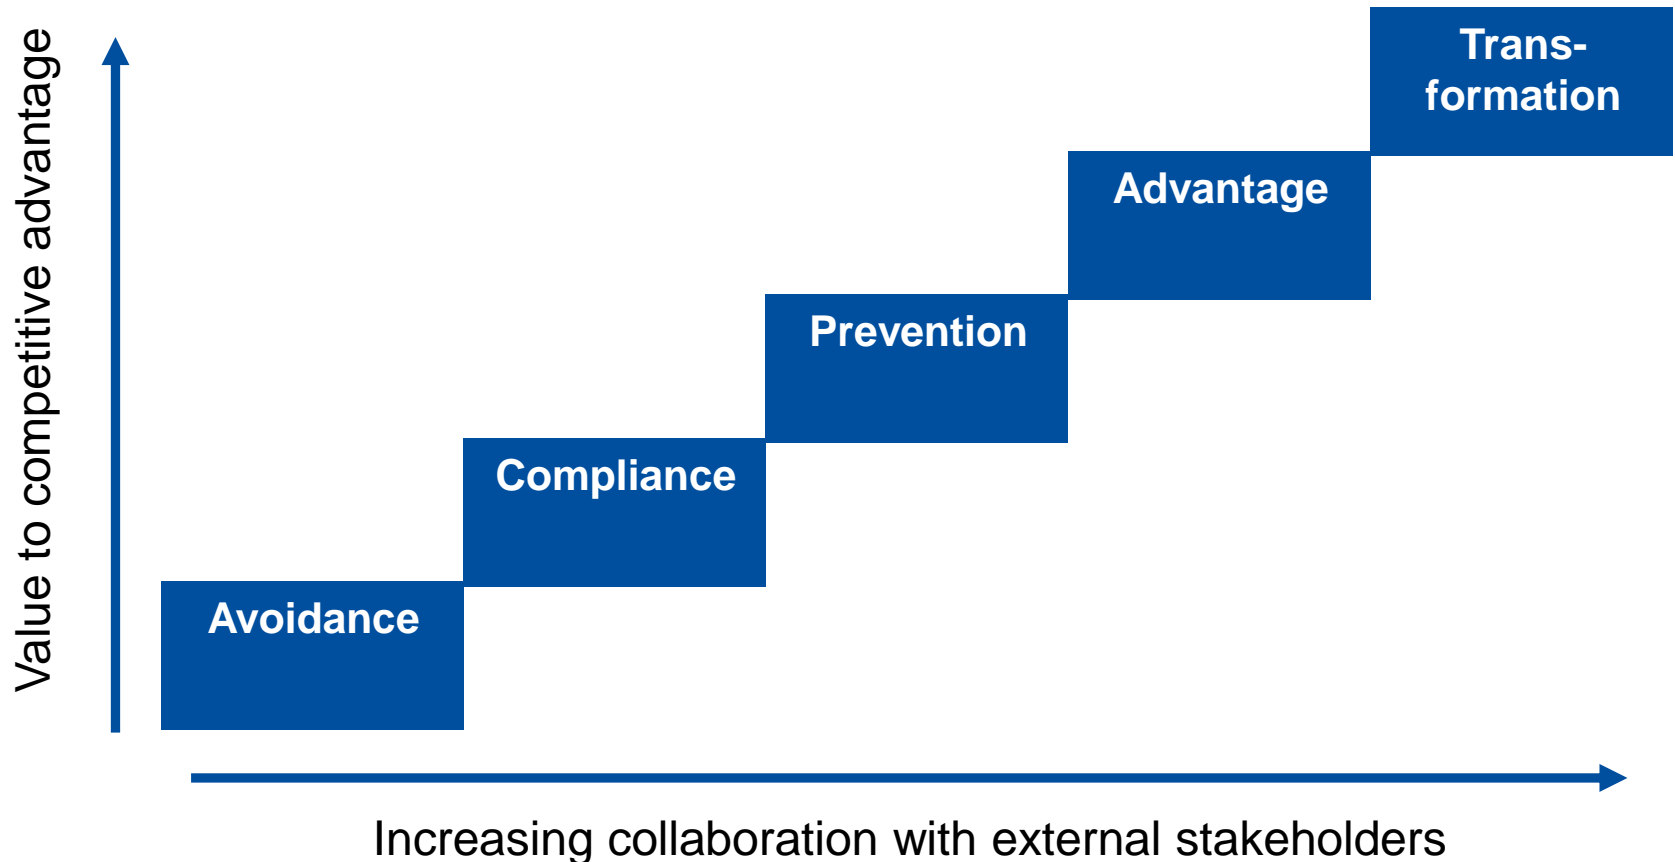 Value to competitive advantage
Trans-
formation
Advantage
Prevention
Compliance
Avoidance
Increasing collaboration with external stakeholders